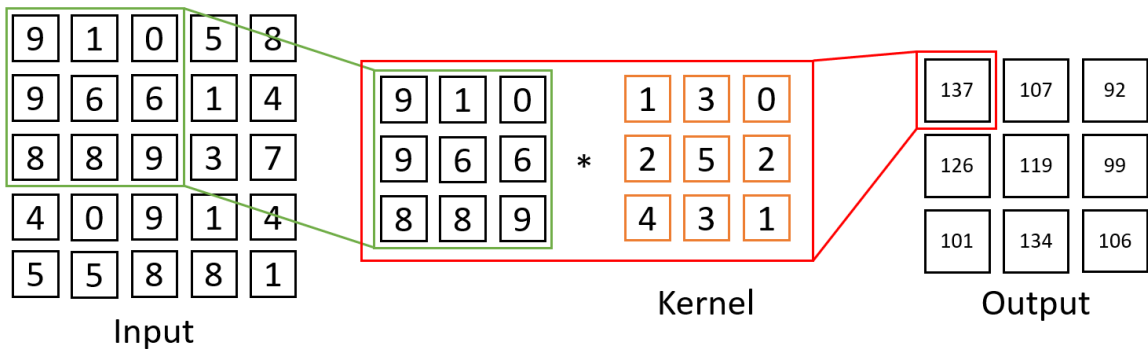 9 1 0 5 8
9 6 6 1 4
8 8 9 3 7
4 0 9 1 4
5 5 8 8 1
Input
9 1 0
9 6 6
8 8 9
*
1 3 0
2 5 2
4 3 1
Kernel
137 107 92
126 119 99
101 134 106
Output